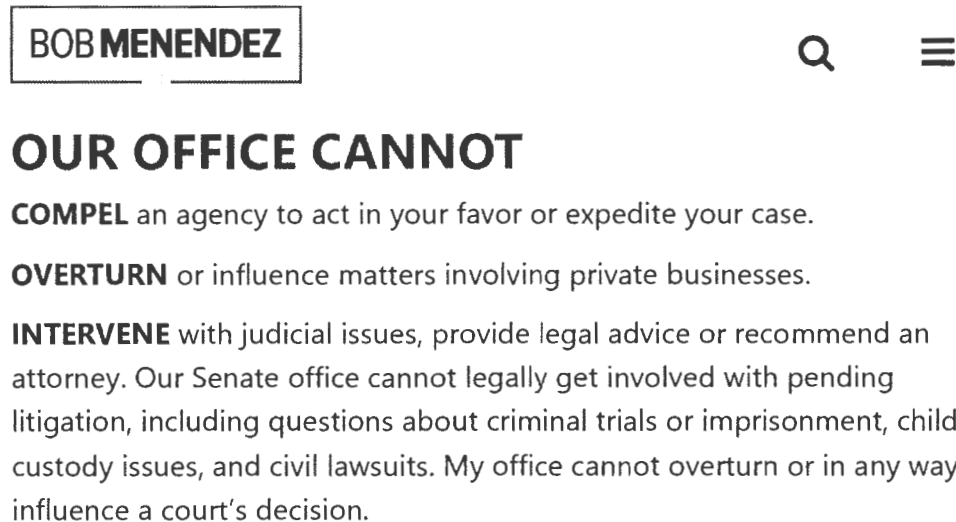 BOB MENENDEZ
OUR OFFICE CANNOT
COMPEL an agency to act in your favor or expedite your case.
OVERTURN or influence matters involving private businesses.
INTERVENE with judicial issues, provide legal advice or recommend an
attorney. Our Senate office cannot legally get involved with pending
litigation, including questions about criminal trials or imprisonment, child
custody issues, and civil lawsuits. My office cannot overturn or in any way
influence a court's decision.